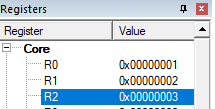 Registers
Register Value
Core
R0 0x00000001
R1 0x00000002
R2 0x00000003